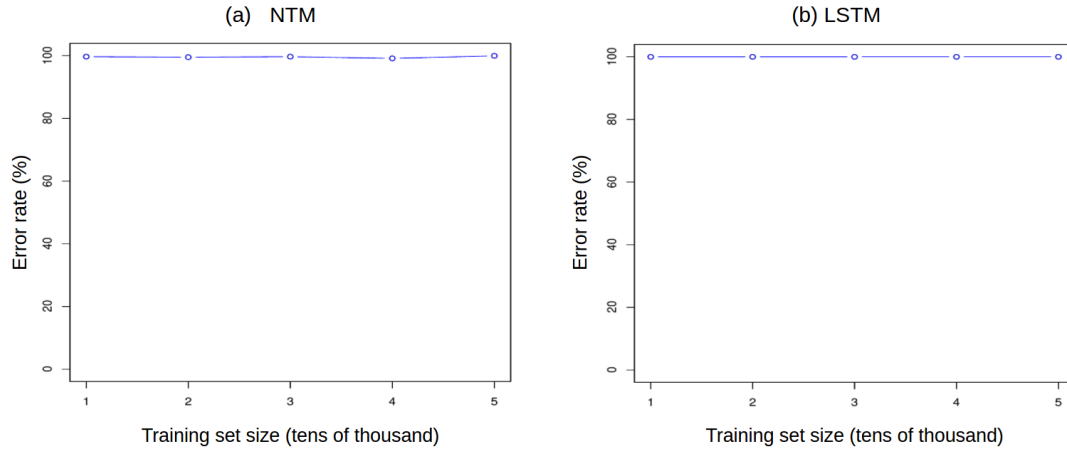 (a) NTM
Error rate (%)
100
80
60
40
20
0
1 2 3 4 5
Training set size (tens of thousand)
(b) LSTM
Error rate (%)
100
80
60
40
20
0
1 2 3 4 5
Training set size (tens of thousand)